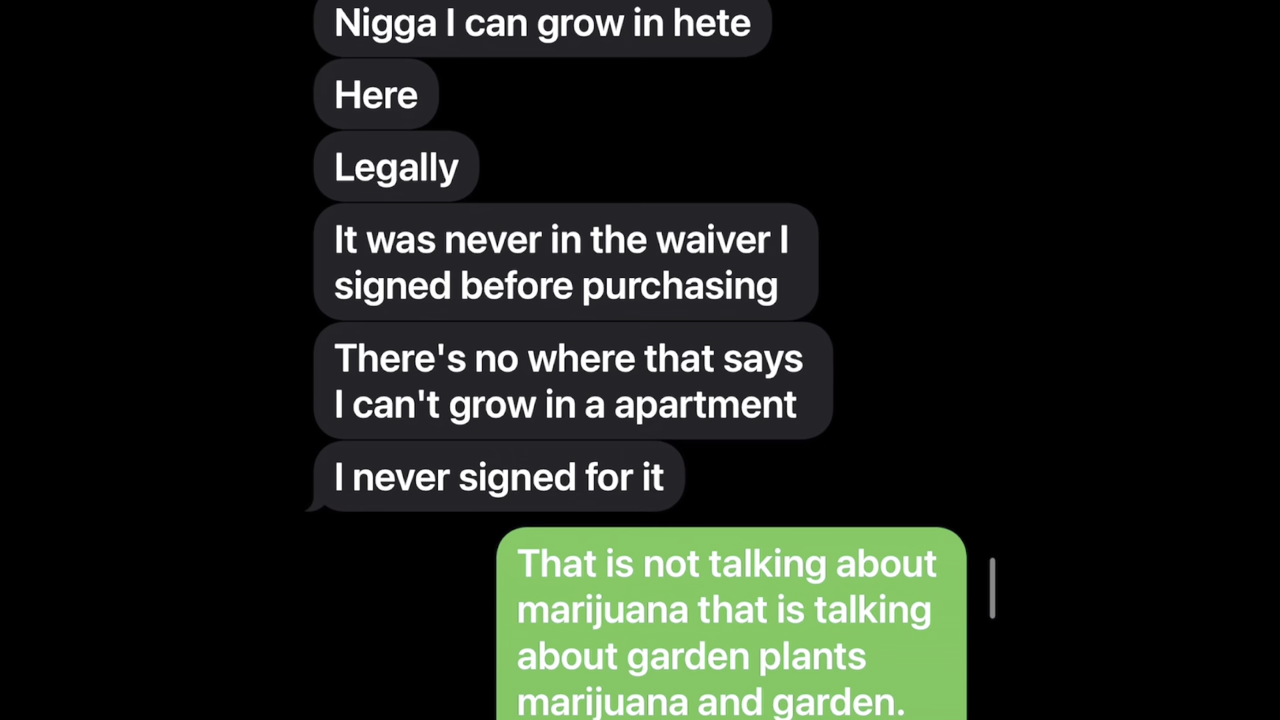 Nigga I can grow in hete
Here
Legally
It was never in the waiver I
signed before purchasing
There's no where that says
I can't grow in a apartment
I never signed for it
That is not talking about
marijuana that is talking
about garden plants
marijuana and garden.